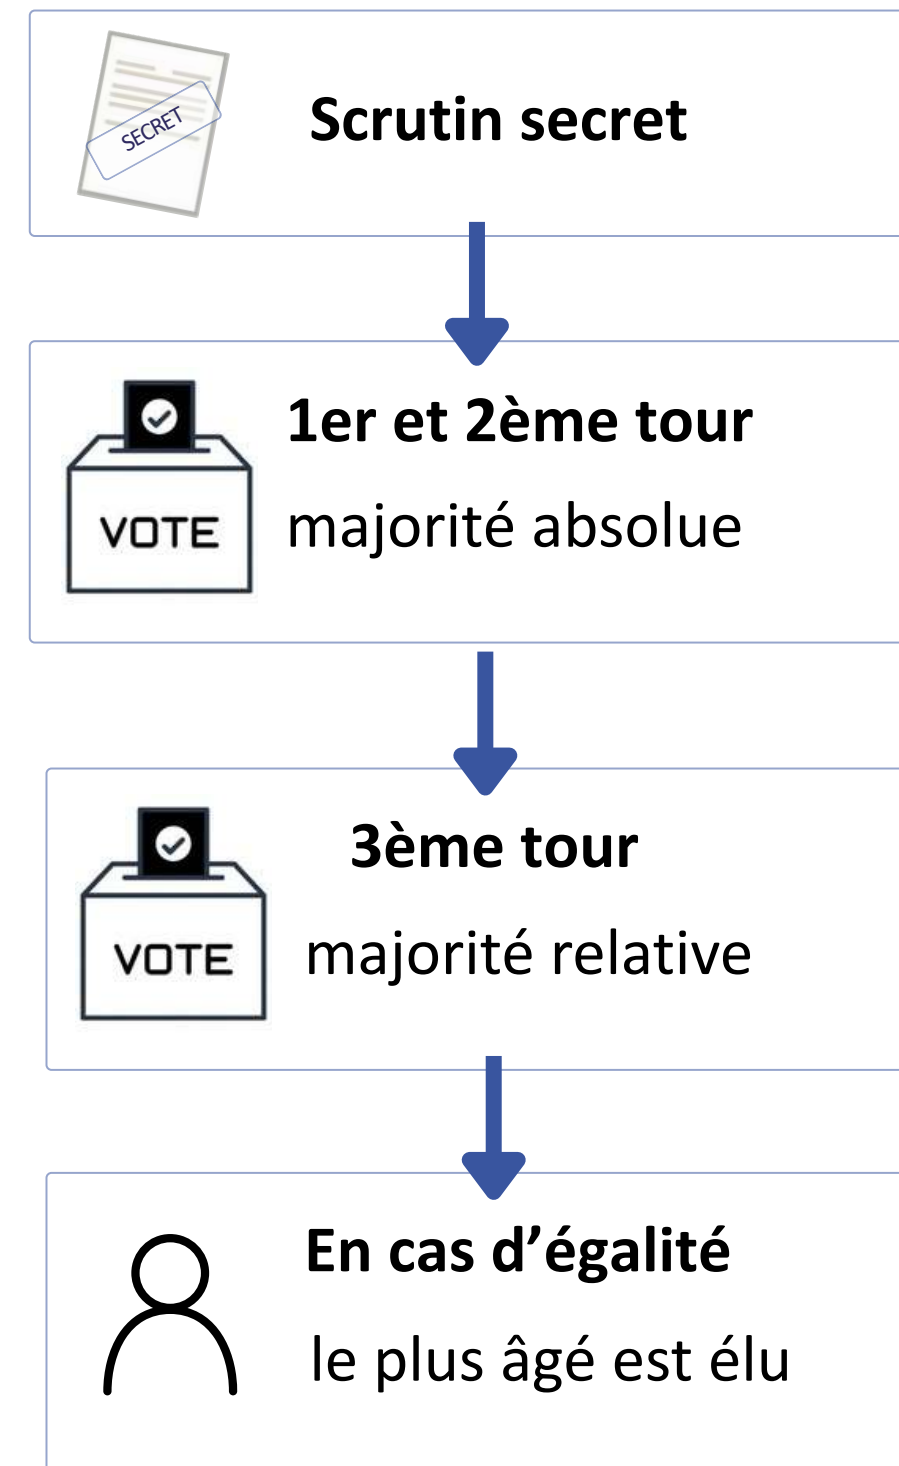 SECRET
Scrutin secret
1er et 2ème tour
VOTE
majorité absolue
3ème tour
VOTE
majorité relative
En cas d’égalité
le plus âgé est élu